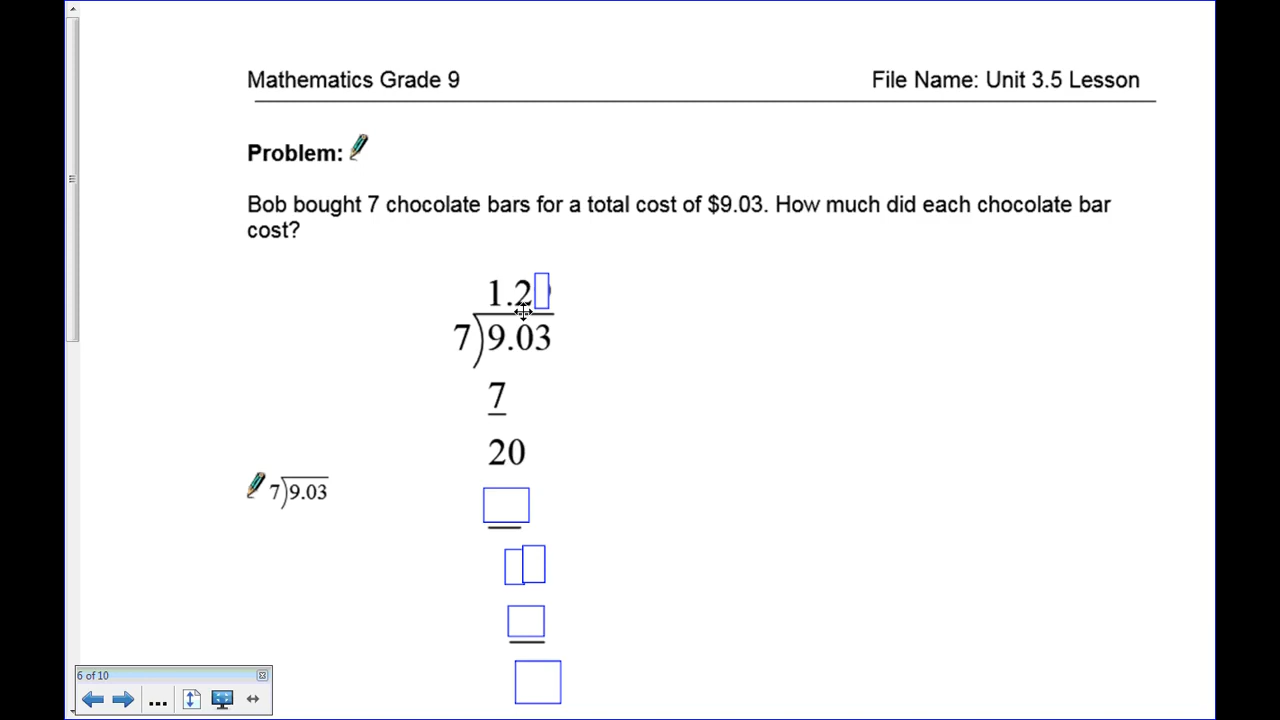 Mathematics Grade 9 File Name: Unit 3.5 Lesson
Problem:
Bob bought 7 chocolate bars for a total cost of $9.03. How much did each chocolate bar
cost?
1.2
7)9.03
7
20
7)9.03
6 of 10
...